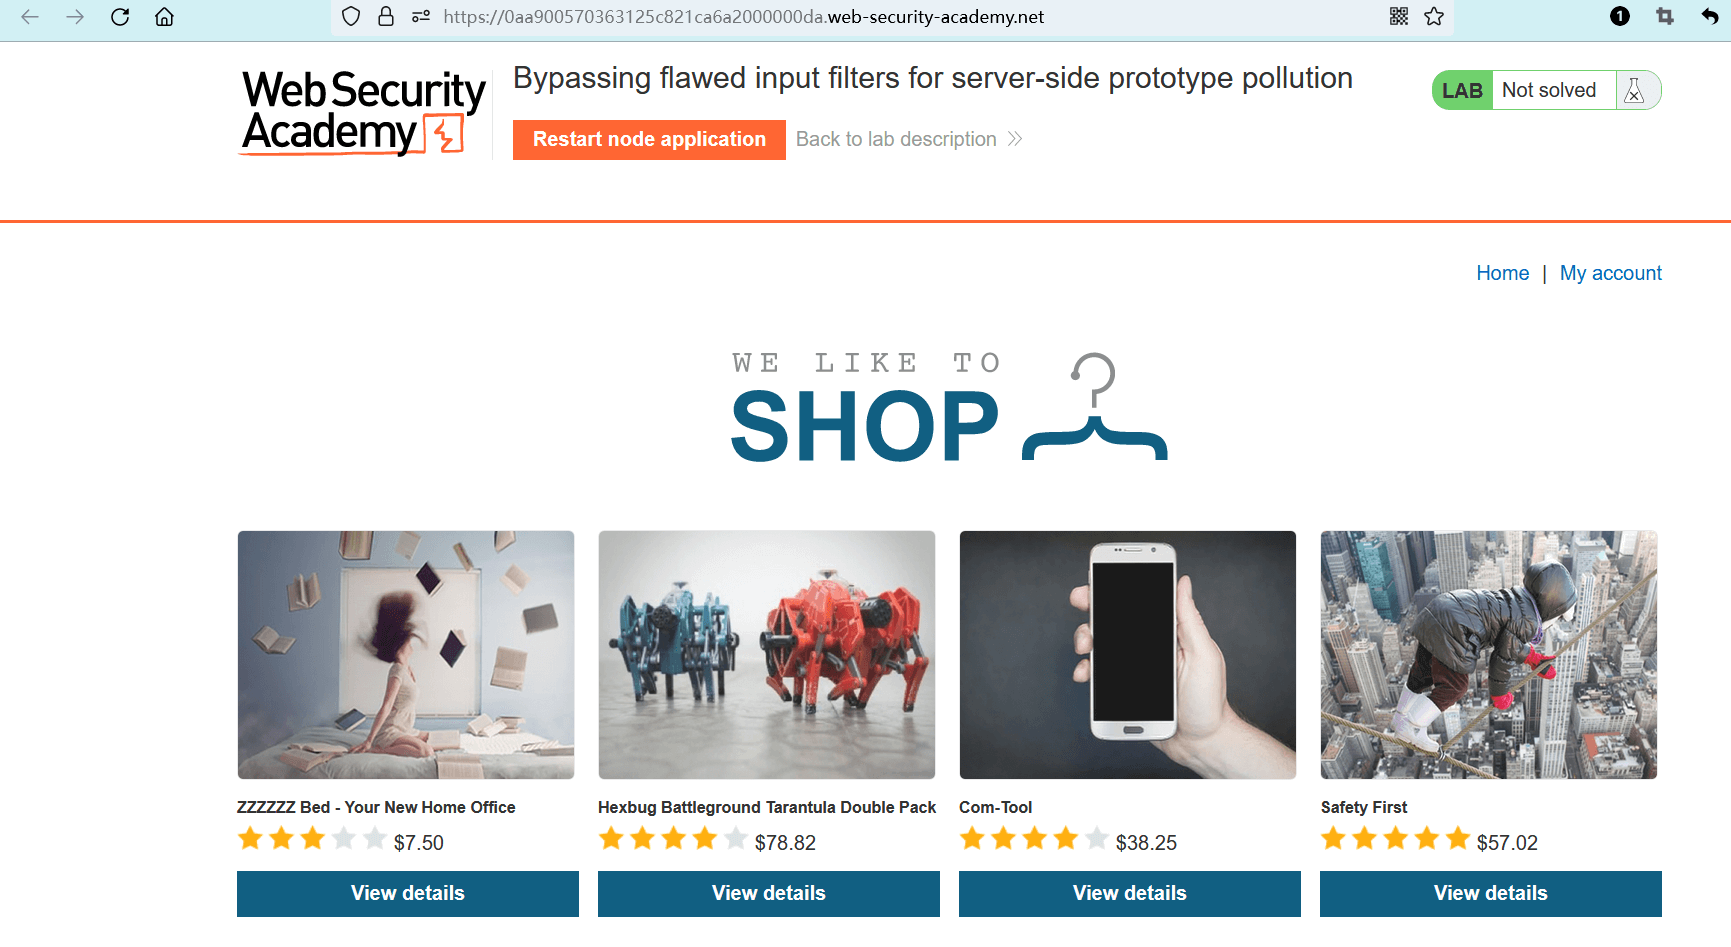 https://0aa900570363125c821ca6a2000000da.web-security-academy.net
1
Web Security
Academy
Bypassing flawed input filters for server-side prototype pollution
LAB Not solved
Restart node application Back to lab description
Home | My account
WE LIKE TO
SHOP
ZZZZZZ Bed - Your New Home Office
$7.50
View details
Hexbug Battleground Tarantula Double Pack
$78.82
View details
Com-Tool
$38.25
View details
Safety First
$57.02
View details